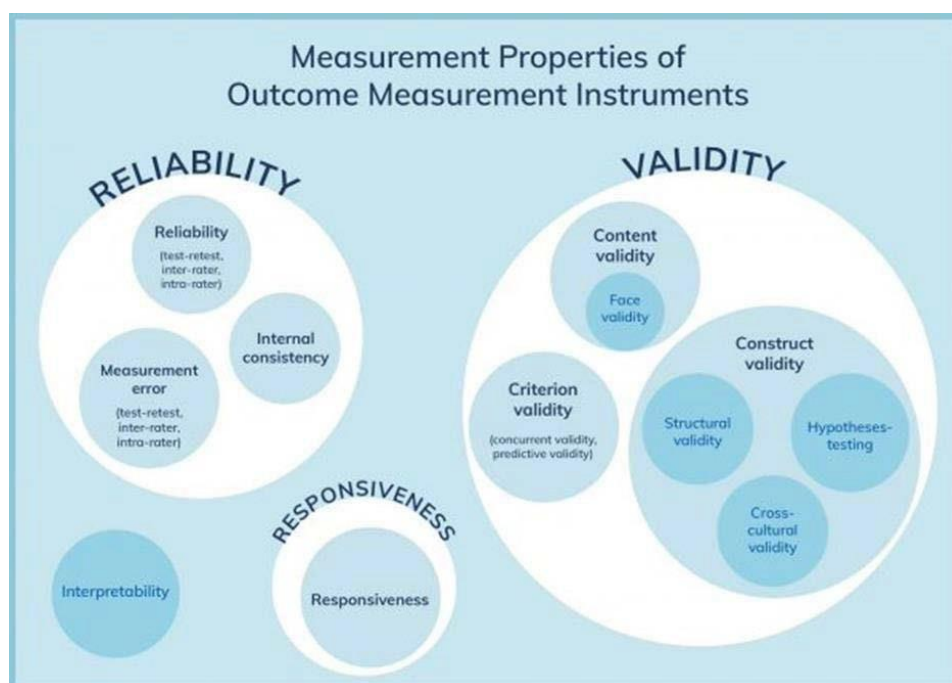 Measurement Properties of
Outcome Measurement Instruments
RELIABILITY
Reliability
(test-retest,
inter-rater,
intra-rater)
Internal
consistency
Measurement
error
(test-retest,
inter-rater,
intra-rater)
VALIDITY
Content
validity
Face
validity
Criterion
validity
(concurrent validity,
predictive validity)
Construct
validity
Structural
validity
Hypotheses-
testing
Cross-
cultural
validity
RESPONSIVENESS
Responsiveness
Interpretability